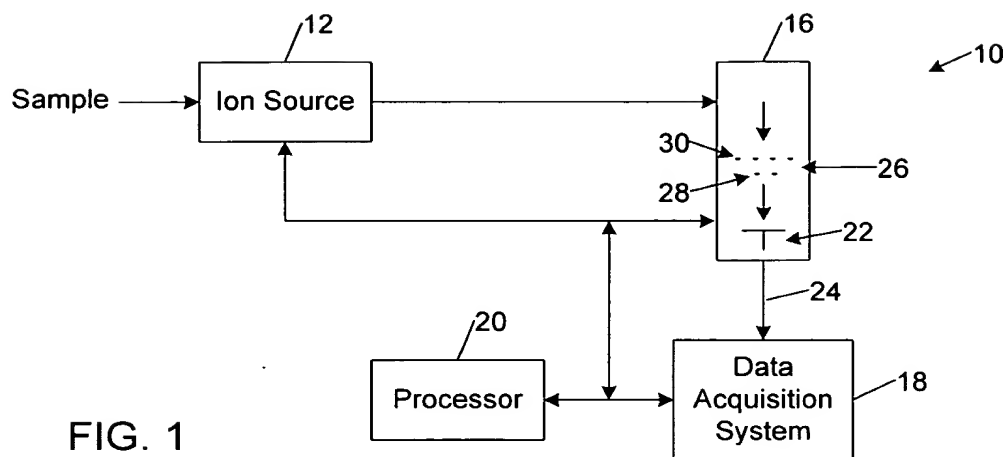 12
16
10
Sample
Ion Source
30
26
28
22
24
20
Processor
Data
Acquisition
System
18
FIG. 1